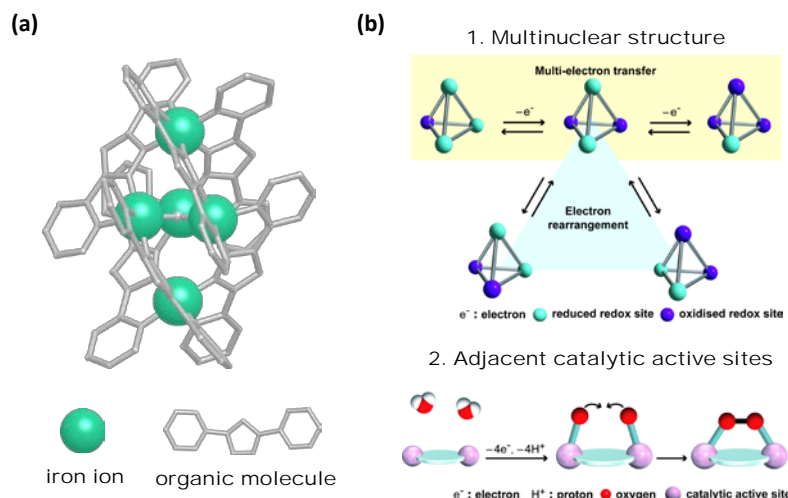 (a)
iron ion
organic molecule
(b)
1. Multinuclear structure
Multi-electron transfer
−e⁻
−e⁻
Electron
rearrangement
e⁻ : electron reduced redox site oxidised redox site
2. Adjacent catalytic active sites
−4e⁻, −4H⁺
e⁻ : electron H⁺ : proton oxygen catalytic active site